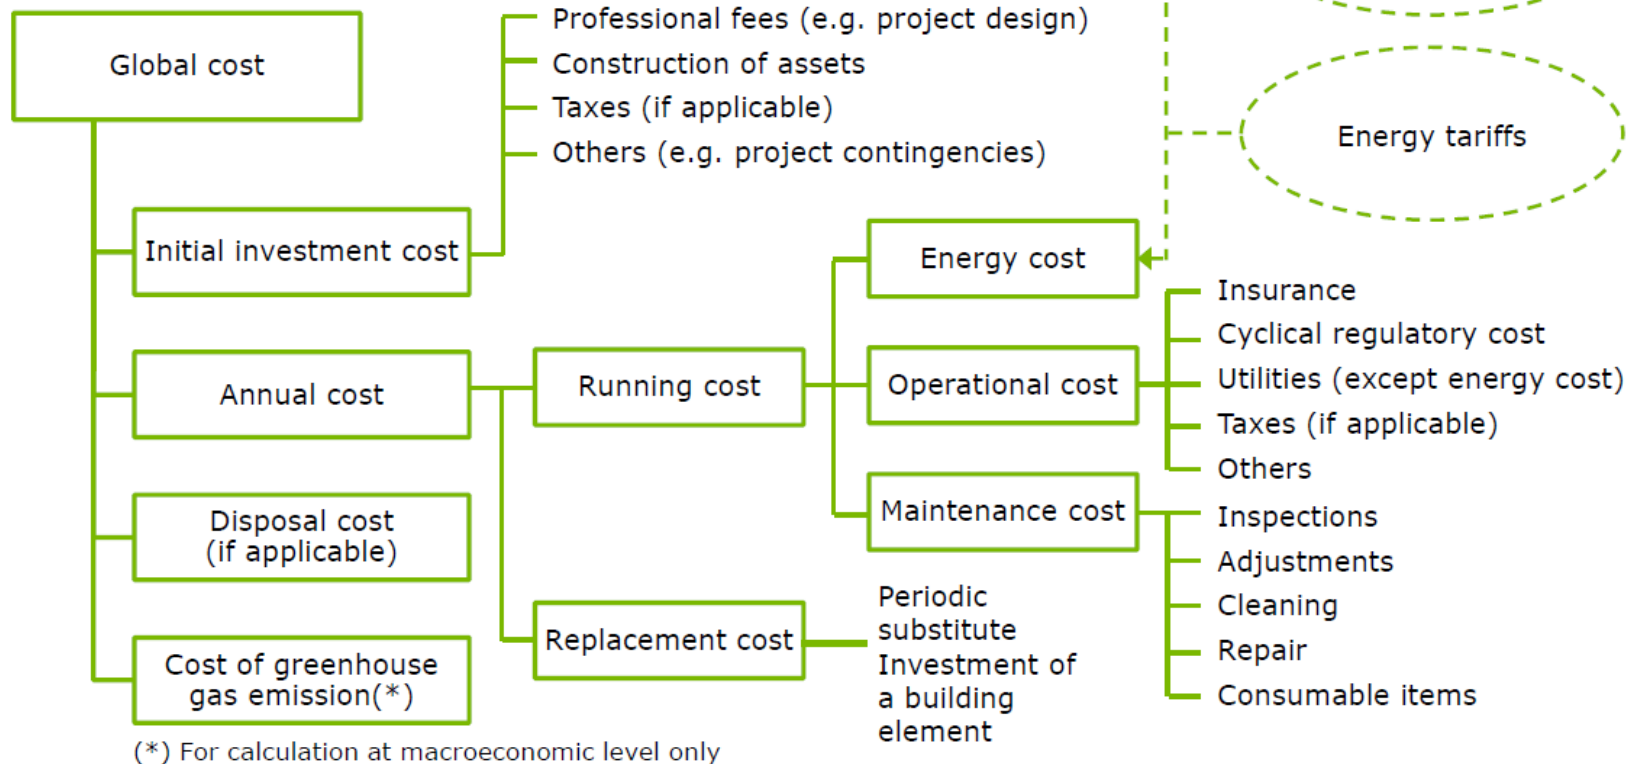 Global cost
Professional fees (e.g. project design)
Construction of assets
Taxes (if applicable)
Others (e.g. project contingencies)
Energy tariffs
Initial investment cost
Energy cost
Annual cost
Running cost
Operational cost
Insurance
Cyclical regulatory cost
Utilities (except energy cost)
Taxes (if applicable)
Others
Disposal cost
(if applicable)
Maintenance cost
Inspections
Adjustments
Cleaning
Repair
Consumable items
Cost of greenhouse
gas emission(*)
Replacement cost
Periodic
substitute
Investment of
a building
element
(*) For calculation at macroeconomic level only